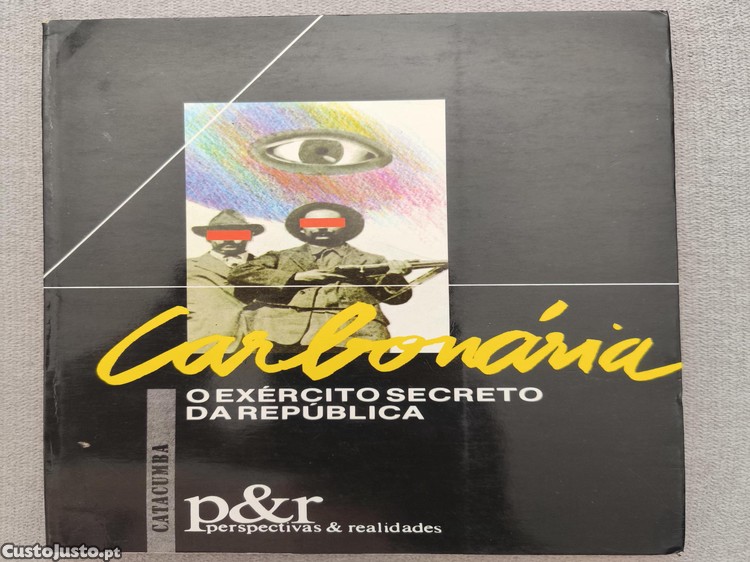 Carbonária
O EXÉRCITO SECRETO
DA REPÚBLICA
CATACUMBA
p&r
perspectivas & realidades
CustoJusto.pt